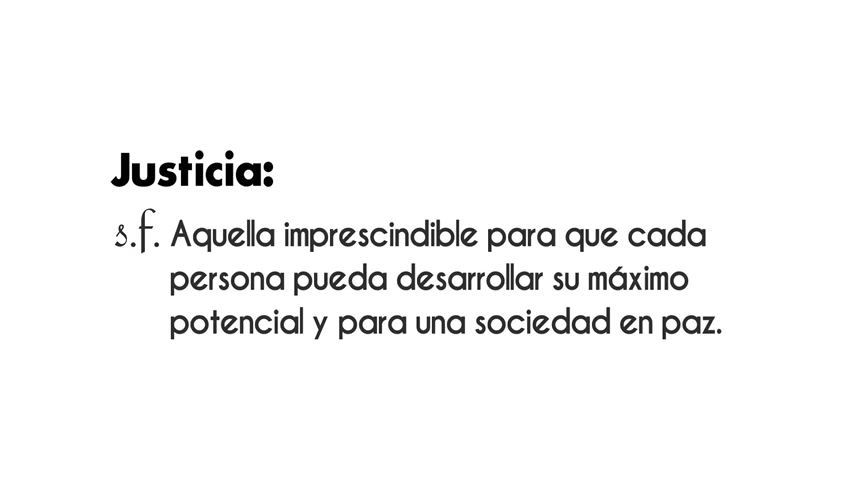 Justicia:
s.f. Aquella imprescindible para que cada
persona pueda desarrollar su máximo
potencial y para una sociedad en paz.